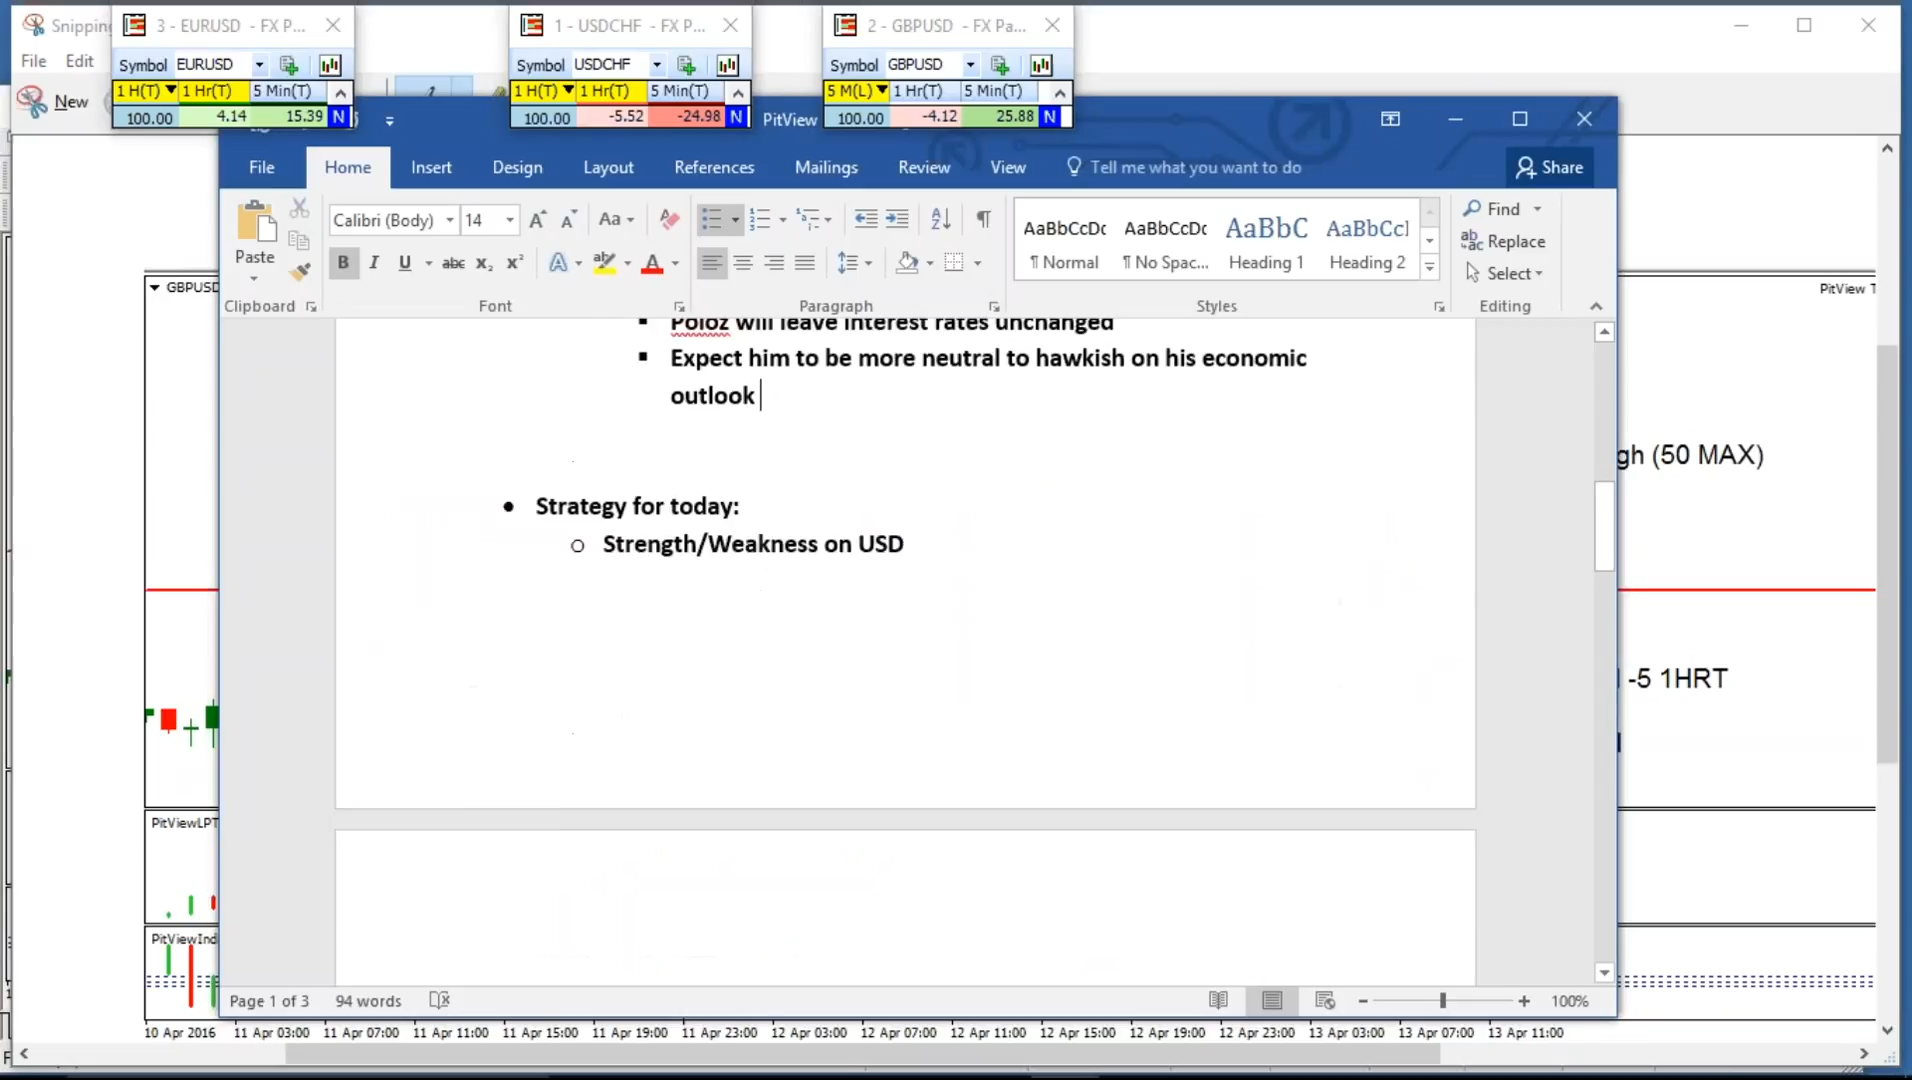 Snipping
3 - EURUSD - FX P...
1 - USDCHF - FX P...
2 - GBPUSD - FX Pa...
File Edit
Symbol EURUSD
Symbol USDCHF
Symbol GBPUSD
New
1 H(T) 1 Hr(T) 5 Min(T)
1 H(T) 1 Hr(T) 5 Min(T)
5 M(L) 1 Hr(T) 5 Min(T)
100.00 4.14 15.39 N
100.00 -5.52 -24.98 N
100.00 -4.12 25.88 N
PitView
File Home Insert Design Layout References Mailings Review View Tell me what you want to do Share
Paste
Calibri (Body) 14
Aa
B I U abc X₂ X²
AaBbCcDc AaBbCcDc AaBbC AaBbCcl
¶ Normal ¶ No Spac... Heading 1 Heading 2
Find
Replace
Select
Clipboard Font Paragraph Styles Editing
GBPUSD
PitView T
Poloz will leave interest rates unchanged
Expect him to be more neutral to hawkish on his economic
outlook
gh (50 MAX)
Strategy for today:
Strength/Weakness on USD
-5 1HRT
PitViewLPT
PitViewInd
Page 1 of 3 94 words 100%
10 Apr 2016 11 Apr 03:00 11 Apr 07:00 11 Apr 11:00 11 Apr 15:00 11 Apr 19:00 11 Apr 23:00 12 Apr 03:00 12 Apr 07:00 12 Apr 11:00 12 Apr 15:00 12 Apr 19:00 12 Apr 23:00 13 Apr 03:00 13 Apr 07:00 13 Apr 11:00